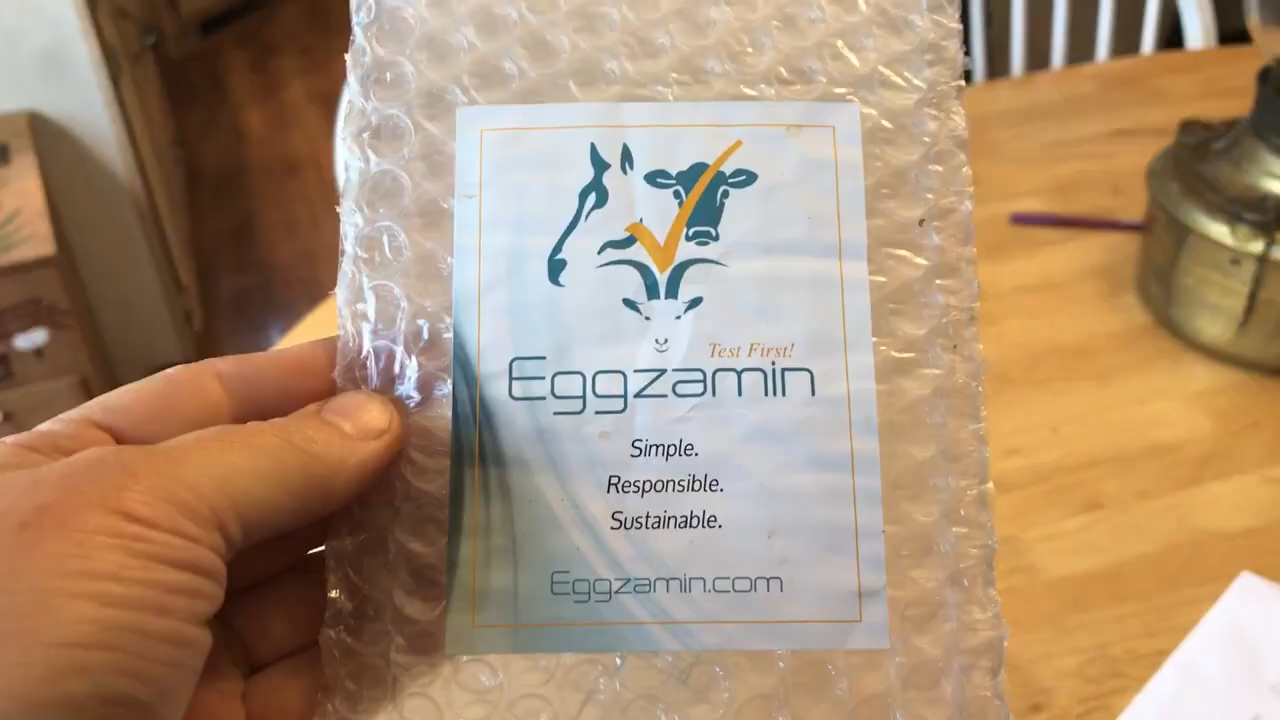 Test First!
Eggzamin
Simple.
Responsible.
Sustainable.
Eggzamin.com